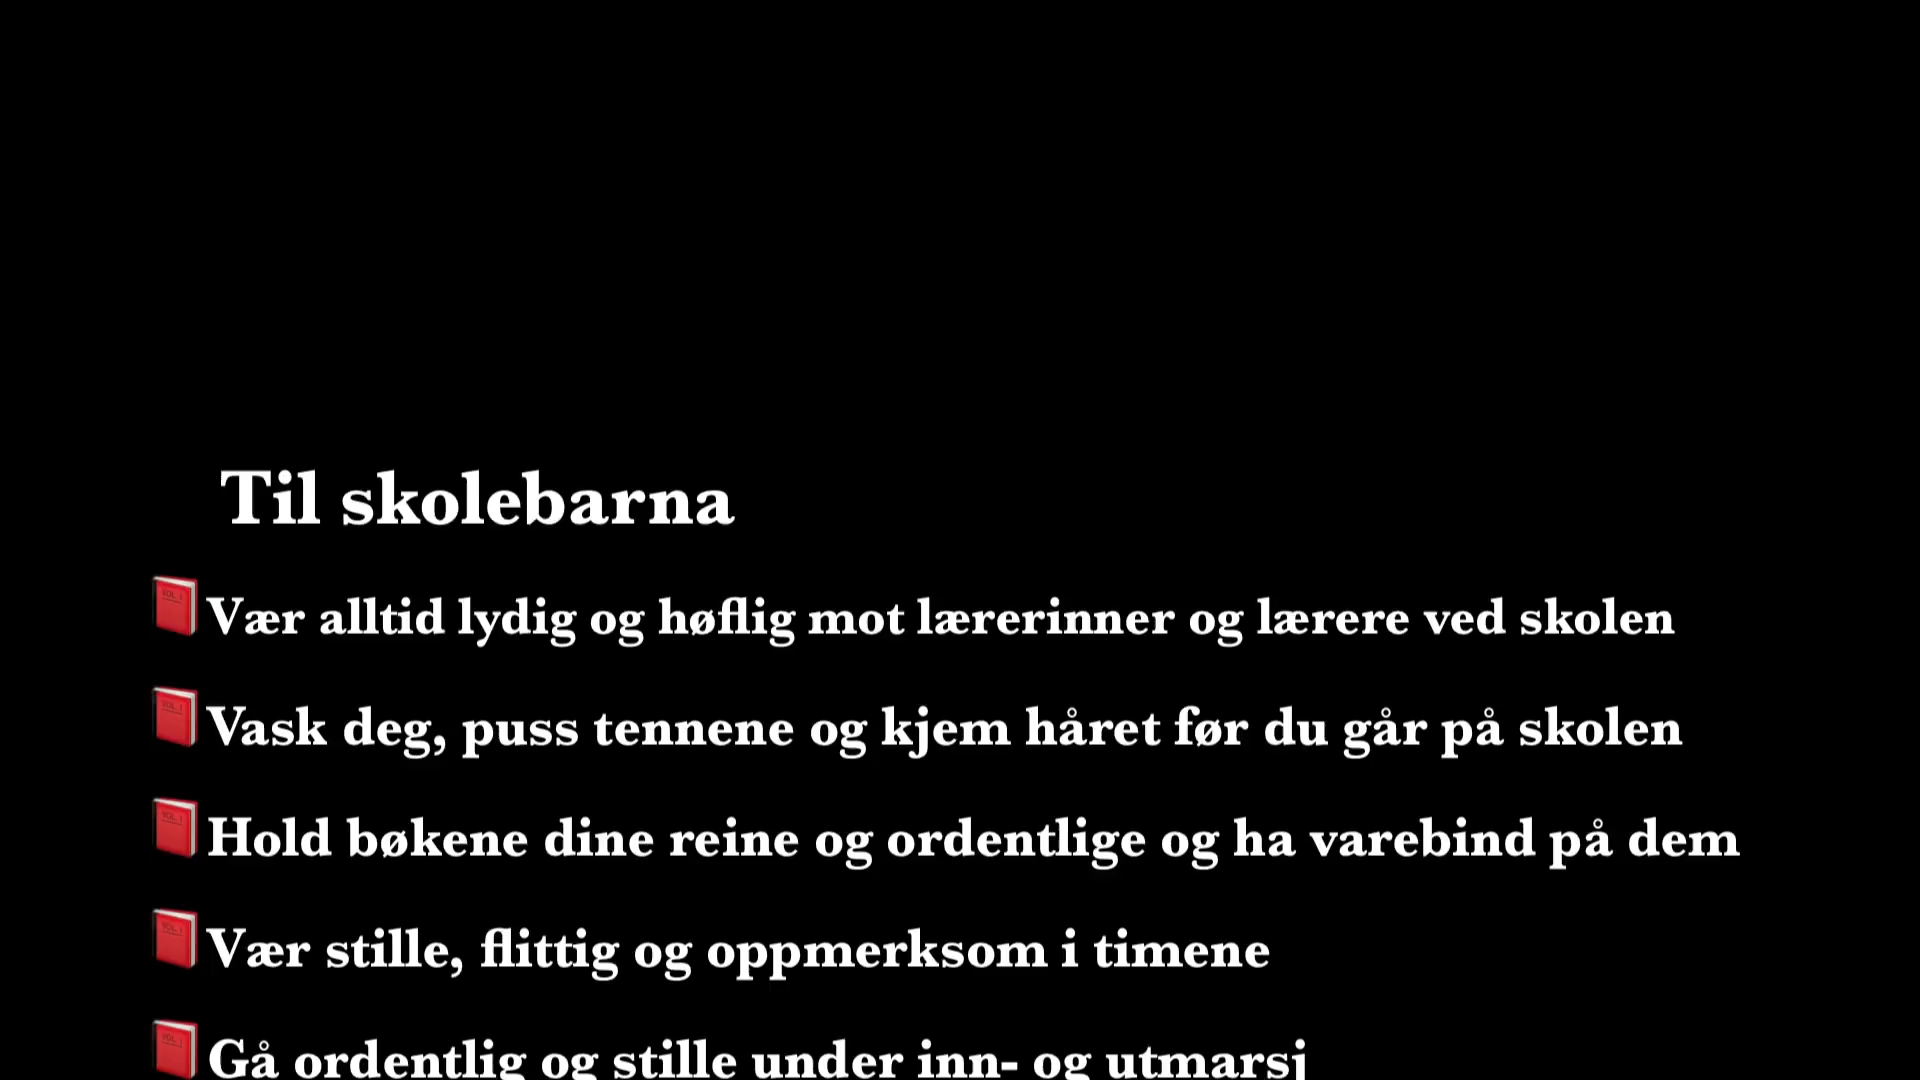 Til skolebarna
Vær alltid lydig og høflig mot lærerinner og lærere ved skolen
Vask deg, puss tennene og kjem håret før du går på skolen
Hold bøkene dine reine og ordentlige og ha varebind på dem
Vær stille, flittig og oppmerksom i timene
Gå ordentlig og stille under inn- og utmarsj